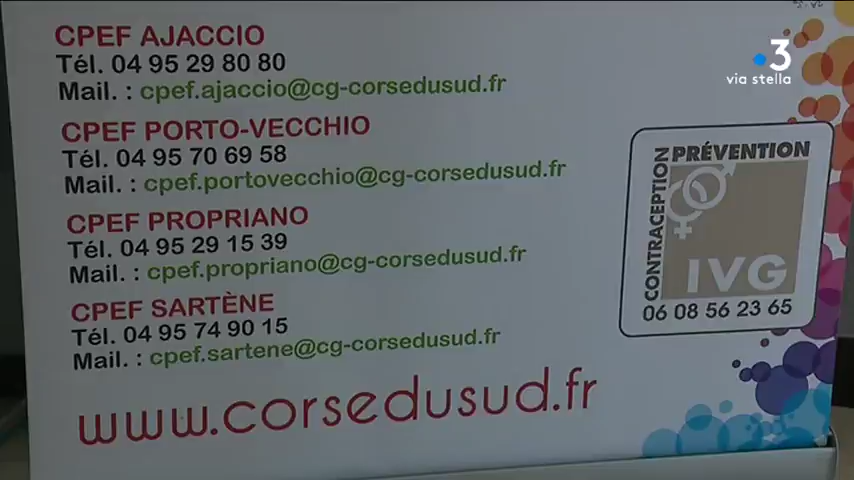 CPEF AJACCIO
Tél. 04 95 29 80 80
Mail. : cpef.ajaccio@cg-corsedusud.fr
CPEF PORTO-VECCHIO
Tél. 04 95 70 69 58
Mail. : cpef.portovecchio@cg-corsedusud.fr
CPEF PROPRIANO
Tél. 04 95 29 15 39
Mail. : cpef.propriano@cg-corsedusud.fr
CPEF SARTÈNE
Tél. 04 95 74 90 15
Mail. : cpef.sartene@cg-corsedusud.fr
www.corsedusud.fr
3
via stella
CONTRACEPTION
PRÉVENTION
IVG
06 08 56 23 65